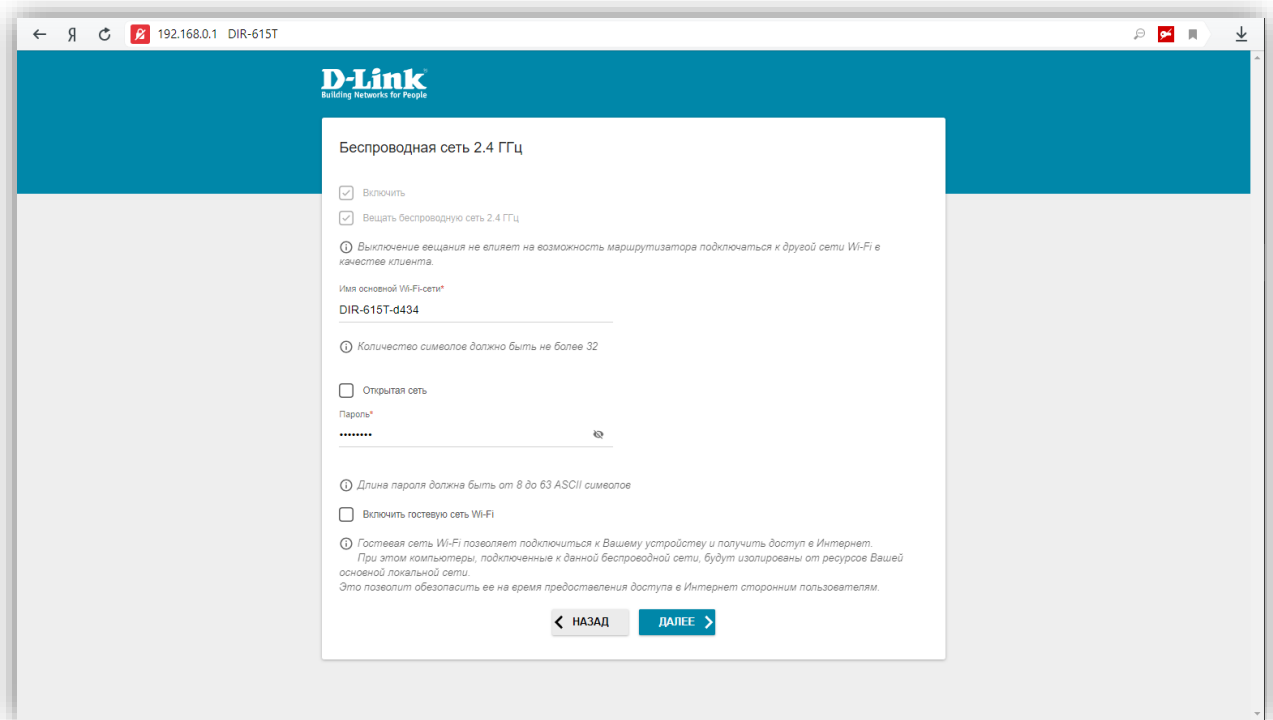 Я 192.168.0.1 DIR-615T
D-Link
Building Networks for People
Беспроводная сеть 2.4 ГГц
Включить
Вещать беспроводную сеть 2.4 ГГц
Выключение вещания не влияет на возможность маршрутизатора подключаться к другой сети Wi-Fi в
качестве клиента.
Имя основной Wi-Fi-сети*
DIR-615T-d434
Количество символов должно быть не более 32
Открытая сеть
Пароль*
••••••••
Длина пароля должна быть от 8 до 63 ASCII символов
Включить гостевую сеть Wi-Fi
Гостевая сеть Wi-Fi позволяет подключиться к Вашему устройству и получить доступ в Интернет.
При этом компьютеры, подключенные к данной беспроводной сети, будут изолированы от ресурсов Вашей
основной локальной сети.
Это позволит обезопасить ее на время предоставления доступа в Интернет сторонним пользователям.
НАЗАД
ДАЛЕЕ